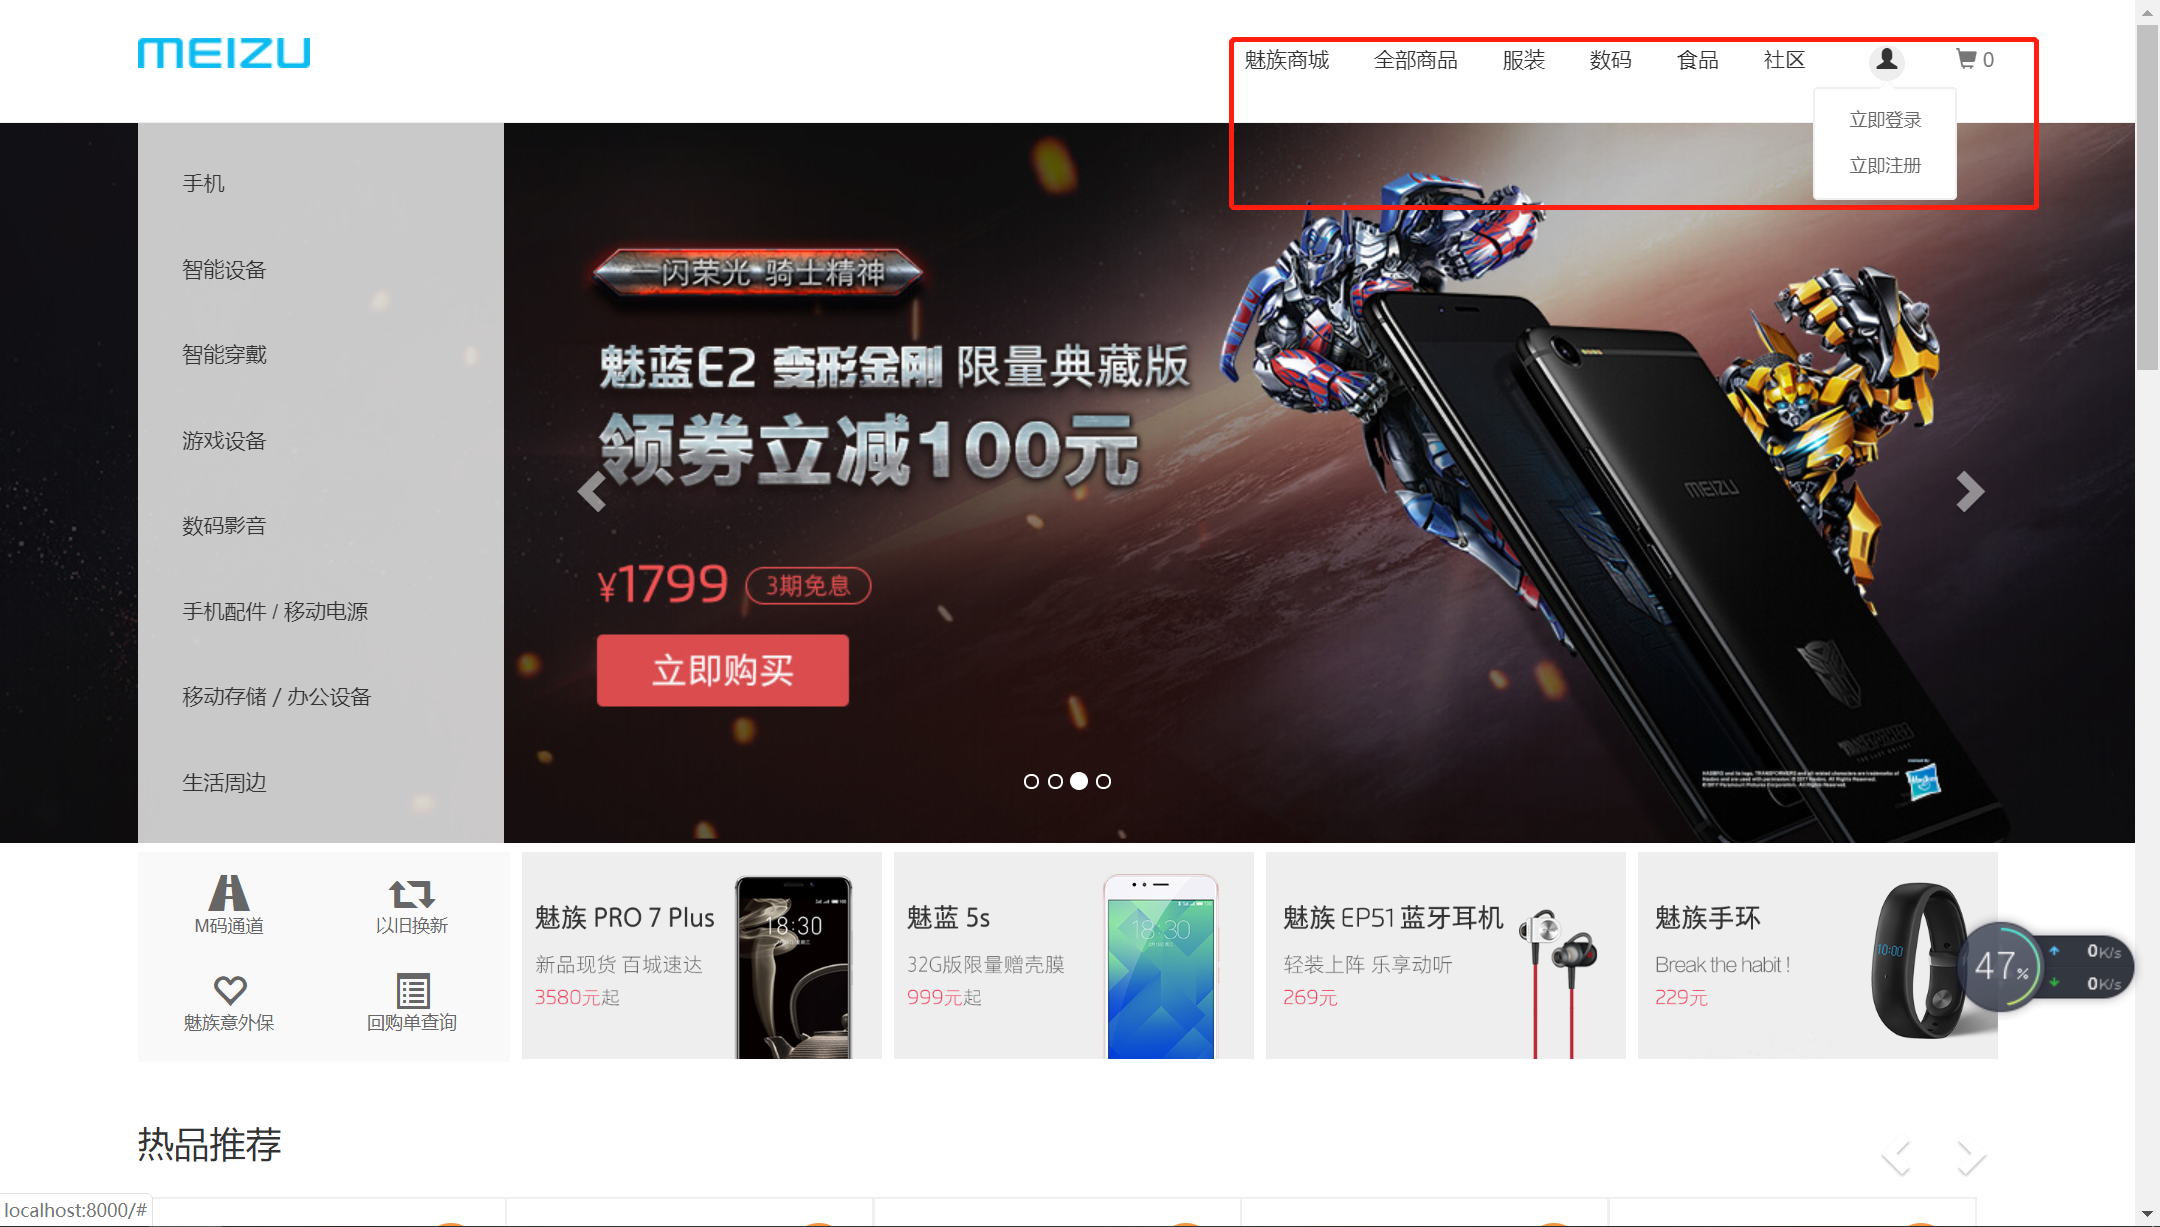 MEIZU
魅族商城 全部商品 服装 数码 食品 社区 0
立即登录
立即注册
手机
智能设备
智能穿戴
游戏设备
数码影音
手机配件 / 移动电源
移动存储 / 办公设备
生活周边
一闪荣光 骑士精神
魅蓝E2 变形金刚 限量典藏版
领券立减100元
¥1799 3期免息
立即购买
MEIZU
M码通道
以旧换新
魅族意外保
回购单查询
魅族 PRO 7 Plus
新品现货 百城速达
3580元起
18:30
魅蓝 5s
32G版限量赠壳膜
999元起
18:30
魅族 EP51 蓝牙耳机
轻装上阵 乐享动听
269元
魅族手环
Break the habit !
229元
10:00
47%
0K/s
0K/s
热品推荐
localhost:8000/#